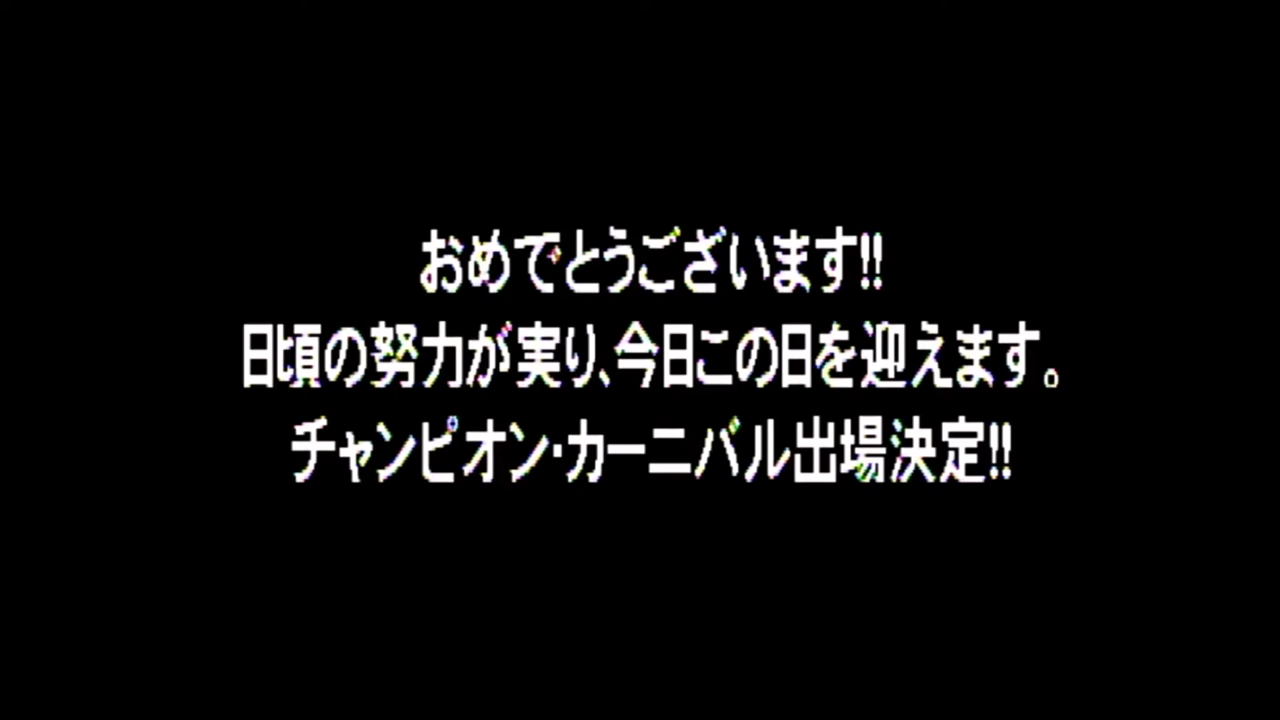 おめでとうございます!!
日頃の努力が実り、今日この日を迎えます。
チャンピオン・カーニバル出場決定!!